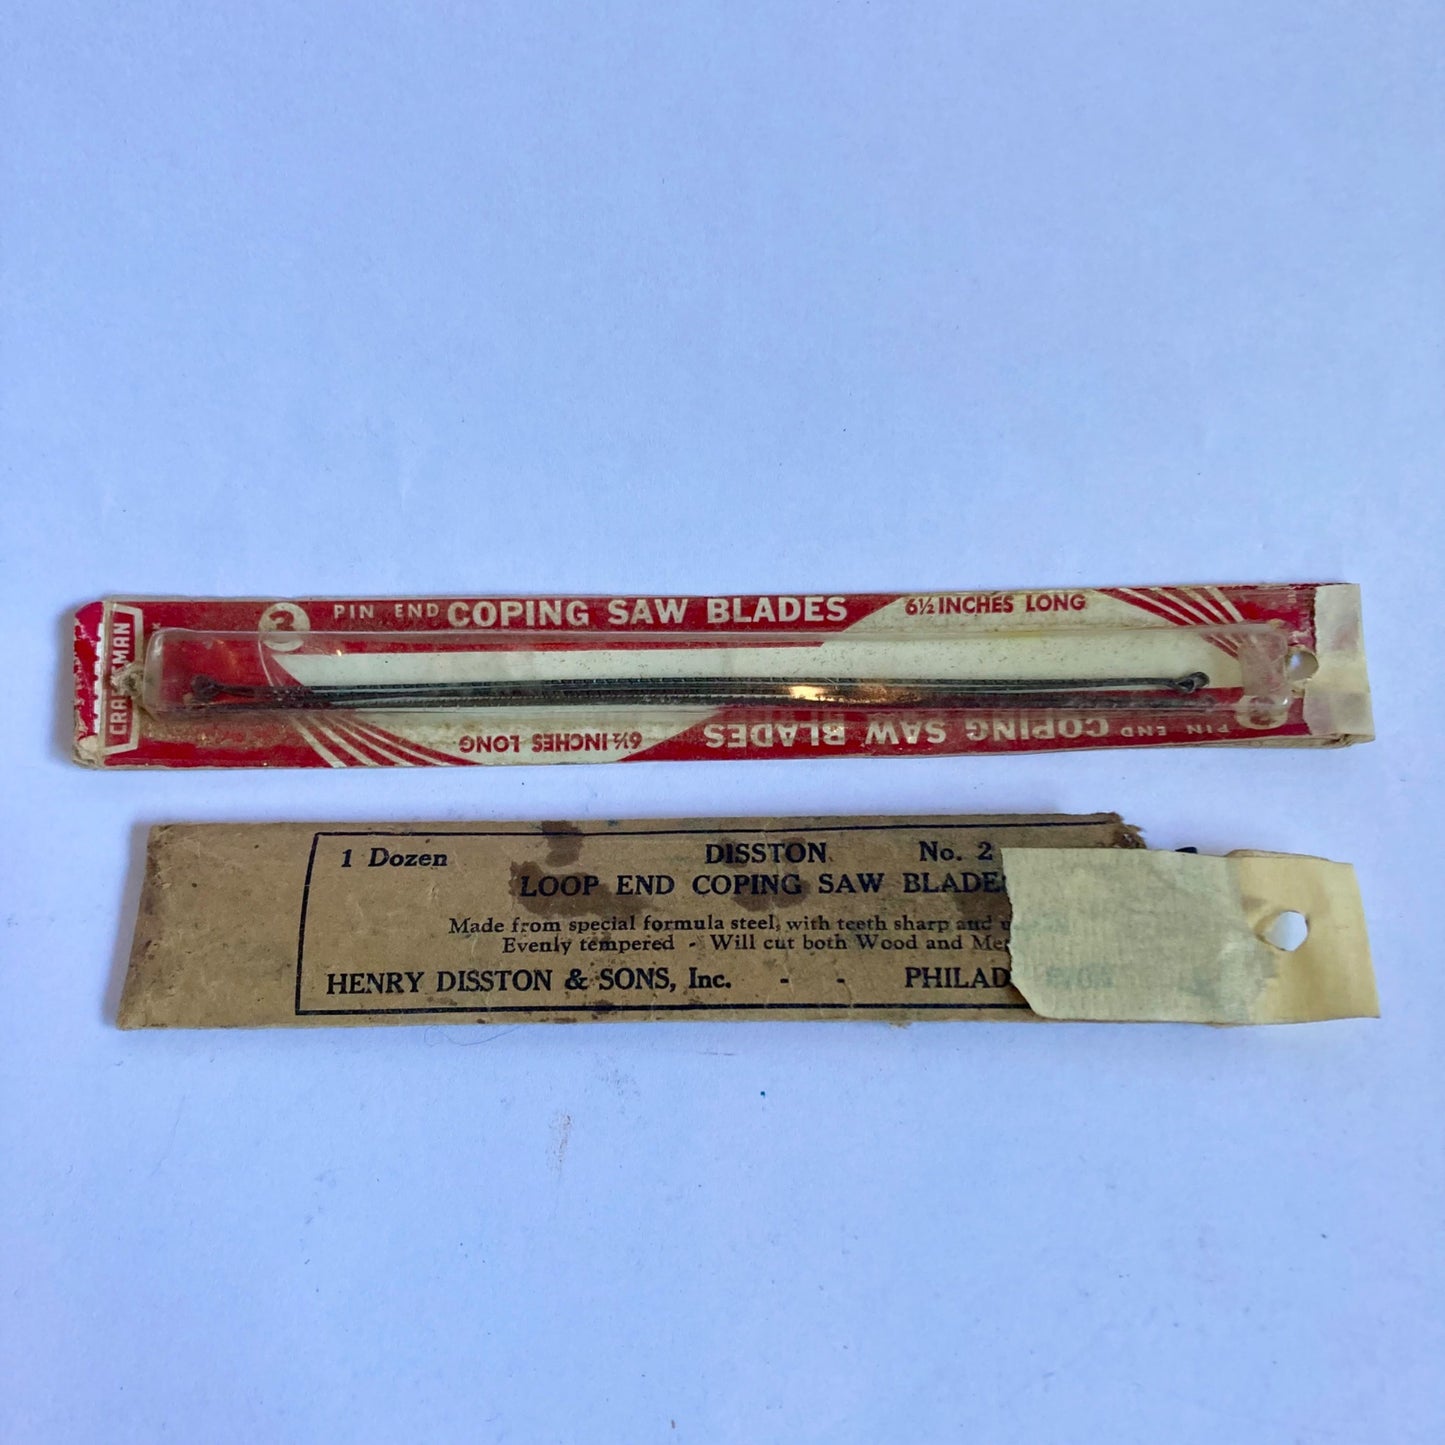 CRAFTSMAN
3 PIN END COPING SAW BLADES 6½ INCHES LONG
3 PIN END COPING SAW BLADES 6½ INCHES LONG
1 Dozen DISSTON No. 2
LOOP END COPING SAW BLADES
Made from special formula steel, with teeth sharp and
Evenly tempered - Will cut both Wood and
HENRY DISSTON & SONS, Inc. - - PHILAD